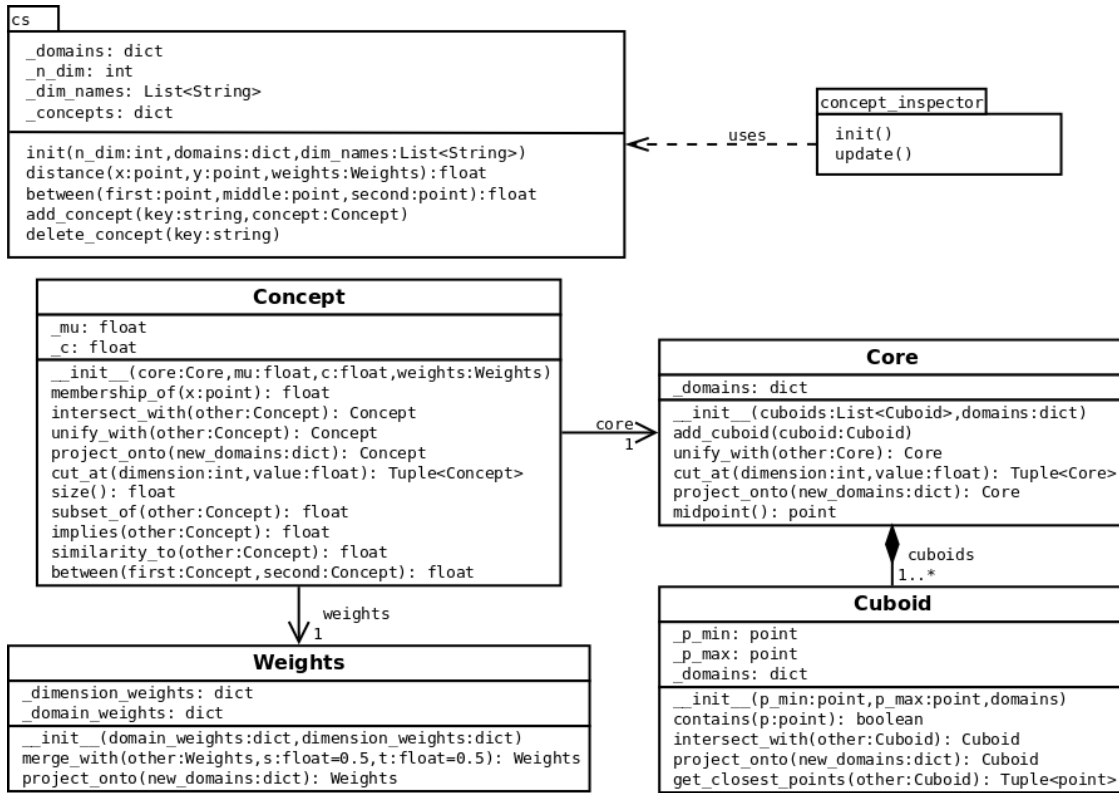 cs
_domains: dict
_n_dim: int
_dim_names: List<String>
_concepts: dict
init(n_dim:int,domains:dict,dim_names:List<String>)
distance(x:point,y:point,weights:Weights):float
between(first:point,middle:point,second:point):float
add_concept(key:string,concept:Concept)
delete_concept(key:string)
uses
concept_inspector
init()
update()
Concept
_mu: float
_c: float
__init__(core:Core,mu:float,c:float,weights:Weights)
membership_of(x:point): float
intersect_with(other:Concept): Concept
unify_with(other:Concept): Concept
project_onto(new_domains:dict): Concept
cut_at(dimension:int,value:float): Tuple<Concept>
size(): float
subset_of(other:Concept): float
implies(other:Concept): float
similarity_to(other:Concept): float
between(first:Concept,second:Concept): float
core
1
Core
_domains: dict
__init__(cuboids:List<Cuboid>,domains:dict)
add_cuboid(cuboid:Cuboid)
unify_with(other:Core): Core
cut_at(dimension:int,value:float): Tuple<Core>
project_onto(new_domains:dict): Core
midpoint(): point
cuboids
1..*
weights
1
Weights
_dimension_weights: dict
_domain_weights: dict
__init__(domain_weights:dict,dimension_weights:dict)
merge_with(other:Weights,s:float=0.5,t:float=0.5): Weights
project_onto(new_domains:dict): Weights
Cuboid
_p_min: point
_p_max: point
_domains: dict
__init__(p_min:point,p_max:point,domains)
contains(p:point): boolean
intersect_with(other:Cuboid): Cuboid
project_onto(new_domains:dict): Cuboid
get_closest_points(other:Cuboid): Tuple<point>